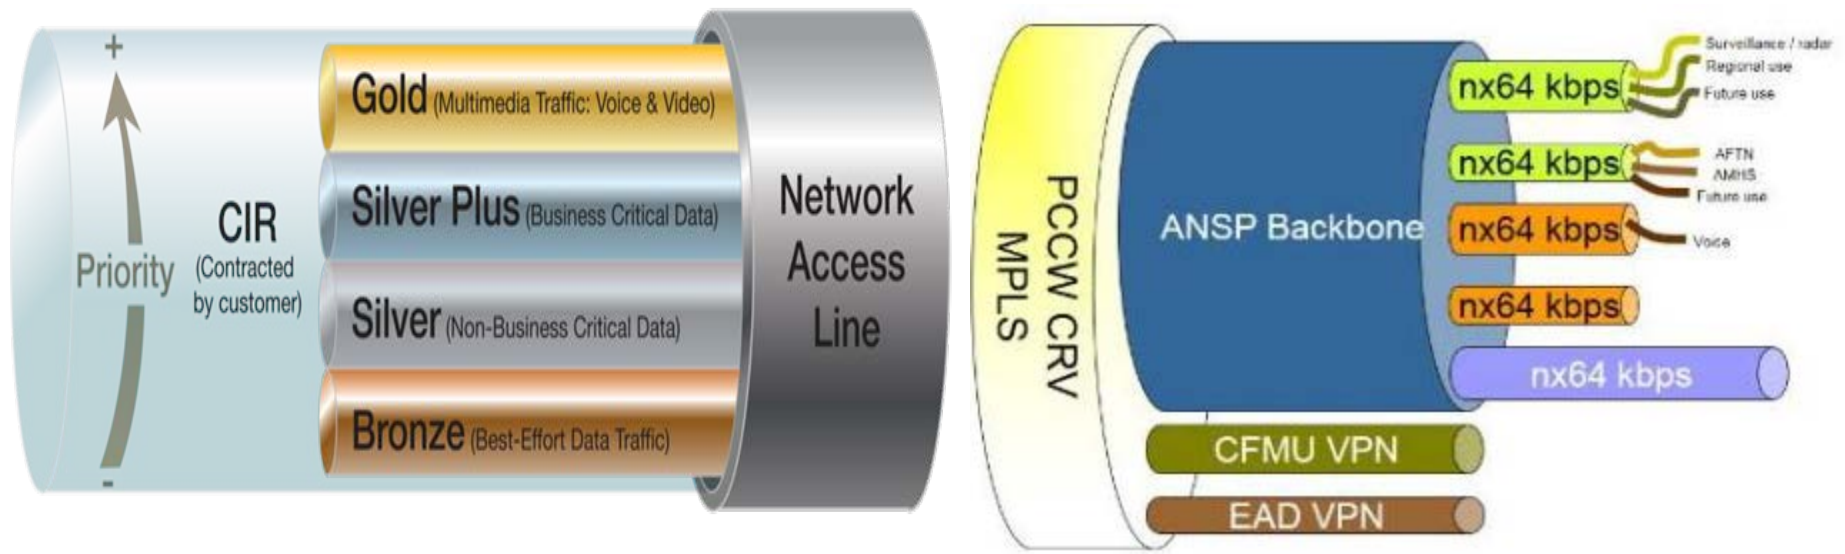 +
Priority
-
CIR
(Contracted
by customer)
Gold (Multimedia Traffic: Voice & Video)
Silver Plus (Business Critical Data)
Silver (Non-Business Critical Data)
Bronze (Best-Effort Data Traffic)
Network
Access
Line
PCCW CRV
MPLS
ANSP Backbone
nx64 kbps
Surveillance / radar
Regional use
Future use
nx64 kbps
AFTN
AMHS
Future use
nx64 kbps
Voice
nx64 kbps
nx64 kbps
CFMU VPN
EAD VPN